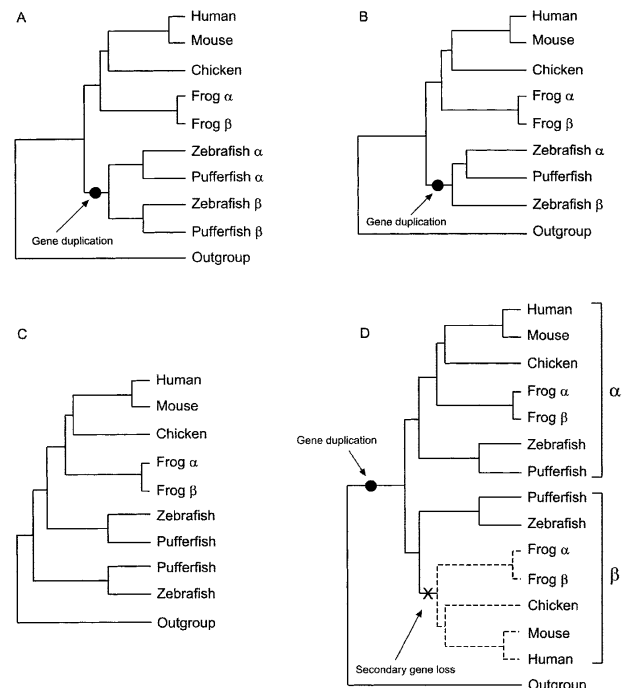 A
Human
Mouse
Chicken
Frog α
Frog β
Zebrafish α
Pufferfish α
Zebrafish β
Pufferfish β
Gene duplication
Outgroup
B
Human
Mouse
Chicken
Frog α
Frog β
Zebrafish α
Pufferfish
Zebrafish β
Gene duplication
Outgroup
C
Human
Mouse
Chicken
Frog α
Frog β
Zebrafish
Pufferfish
Pufferfish
Zebrafish
Outgroup
D
Human
Mouse
Chicken
Frog α
Frog β
Zebrafish
Pufferfish
α
Gene duplication
Pufferfish
Zebrafish
Frog α
Frog β
Chicken
Mouse
Human
β
Secondary gene loss
Outgroup